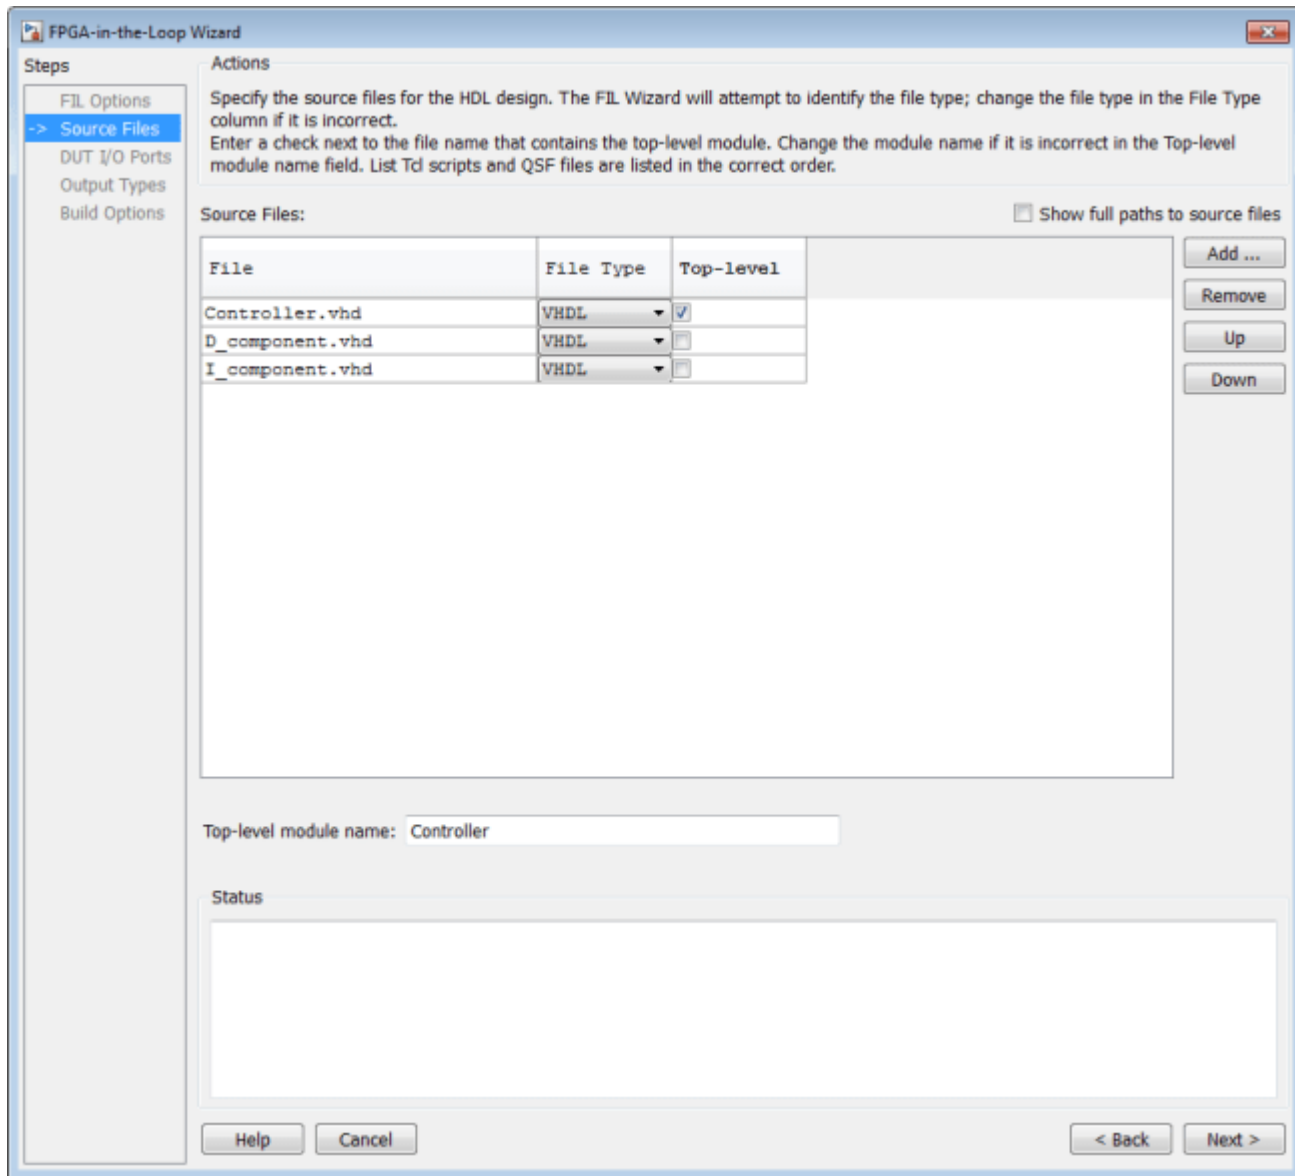 FPGA-in-the-Loop Wizard
Steps
FIL Options
-> Source Files
DUT I/O Ports
Output Types
Build Options
Actions
Specify the source files for the HDL design. The FIL Wizard will attempt to identify the file type; change the file type in the File Type
column if it is incorrect.
Enter a check next to the file name that contains the top-level module. Change the module name if it is incorrect in the Top-level
module name field. List Tcl scripts and QSF files are listed in the correct order.
Source Files:
Show full paths to source files
File File Type Top-level
Controller.vhd VHDL
D_component.vhd VHDL
I_component.vhd VHDL
Add ...
Remove
Up
Down
Top-level module name: Controller
Status
Help Cancel < Back Next >